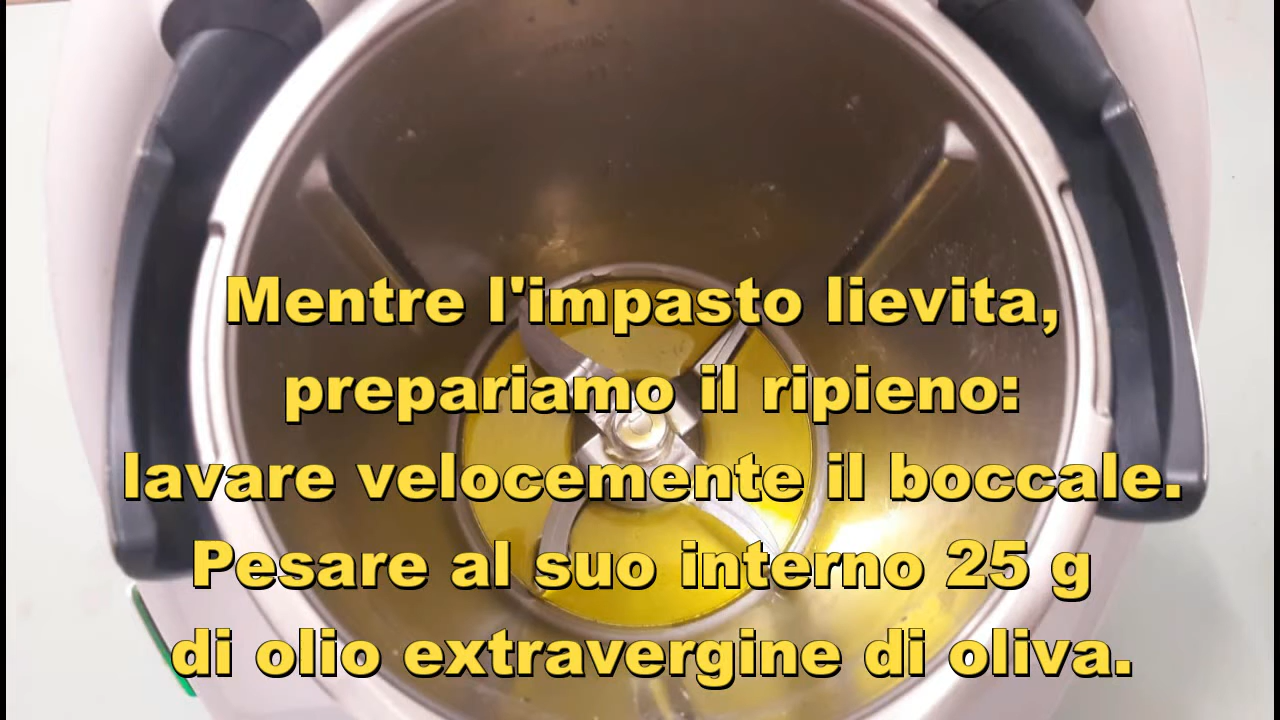 Mentre l'impasto lievita,
prepariamo il ripieno:
lavare velocemente il boccale.
Pesare al suo interno 25 g
di olio extravergine di oliva.